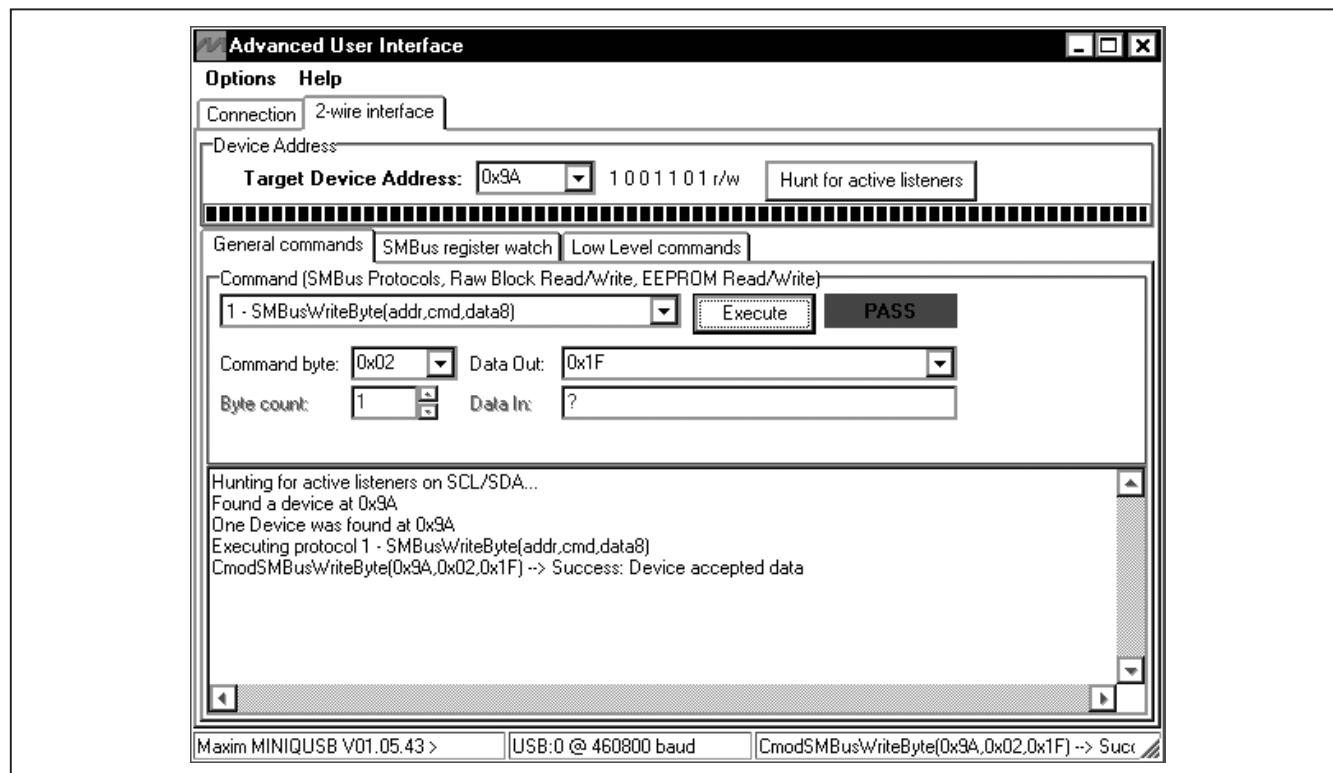 Advanced User Interface
Options Help
Connection 2-wire interface
Device Address
Target Device Address: 0x9A 1 0 0 1 1 0 1 r/w Hunt for active listeners
General commands SMBus register watch Low Level commands
Command (SMBus Protocols, Raw Block Read/Write, EEPROM Read/Write)
1 - SMBusWriteByte(addr,cmd,data8) Execute PASS
Command byte: 0x02 Data Out: 0x1F
Byte count: 1 Data In: ?
Hunting for active listeners on SCL/SDA...
Found a device at 0x9A
One Device was found at 0x9A
Executing protocol 1 - SMBusWriteByte(addr,cmd,data8)
CmodSMBusWriteByte(0x9A,0x02,0x1F) --> Success: Device accepted data
Maxim MINIQUSB V01.05.43 > USB:0 @ 460800 baud CmodSMBusWriteByte(0x9A,0x02,0x1F) --> Succ